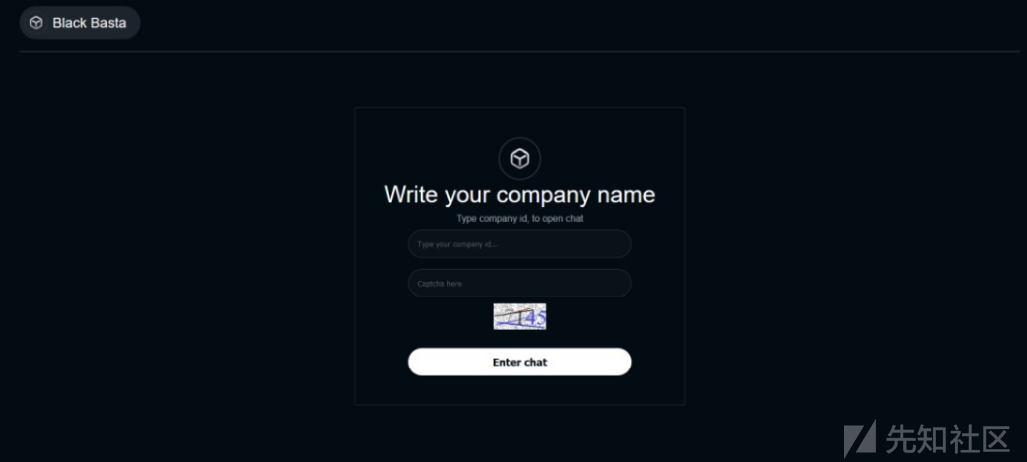 Black Basta
Write your company name
Type company id, to open chat
Type your company id...
Captcha here
Enter chat
先知社区